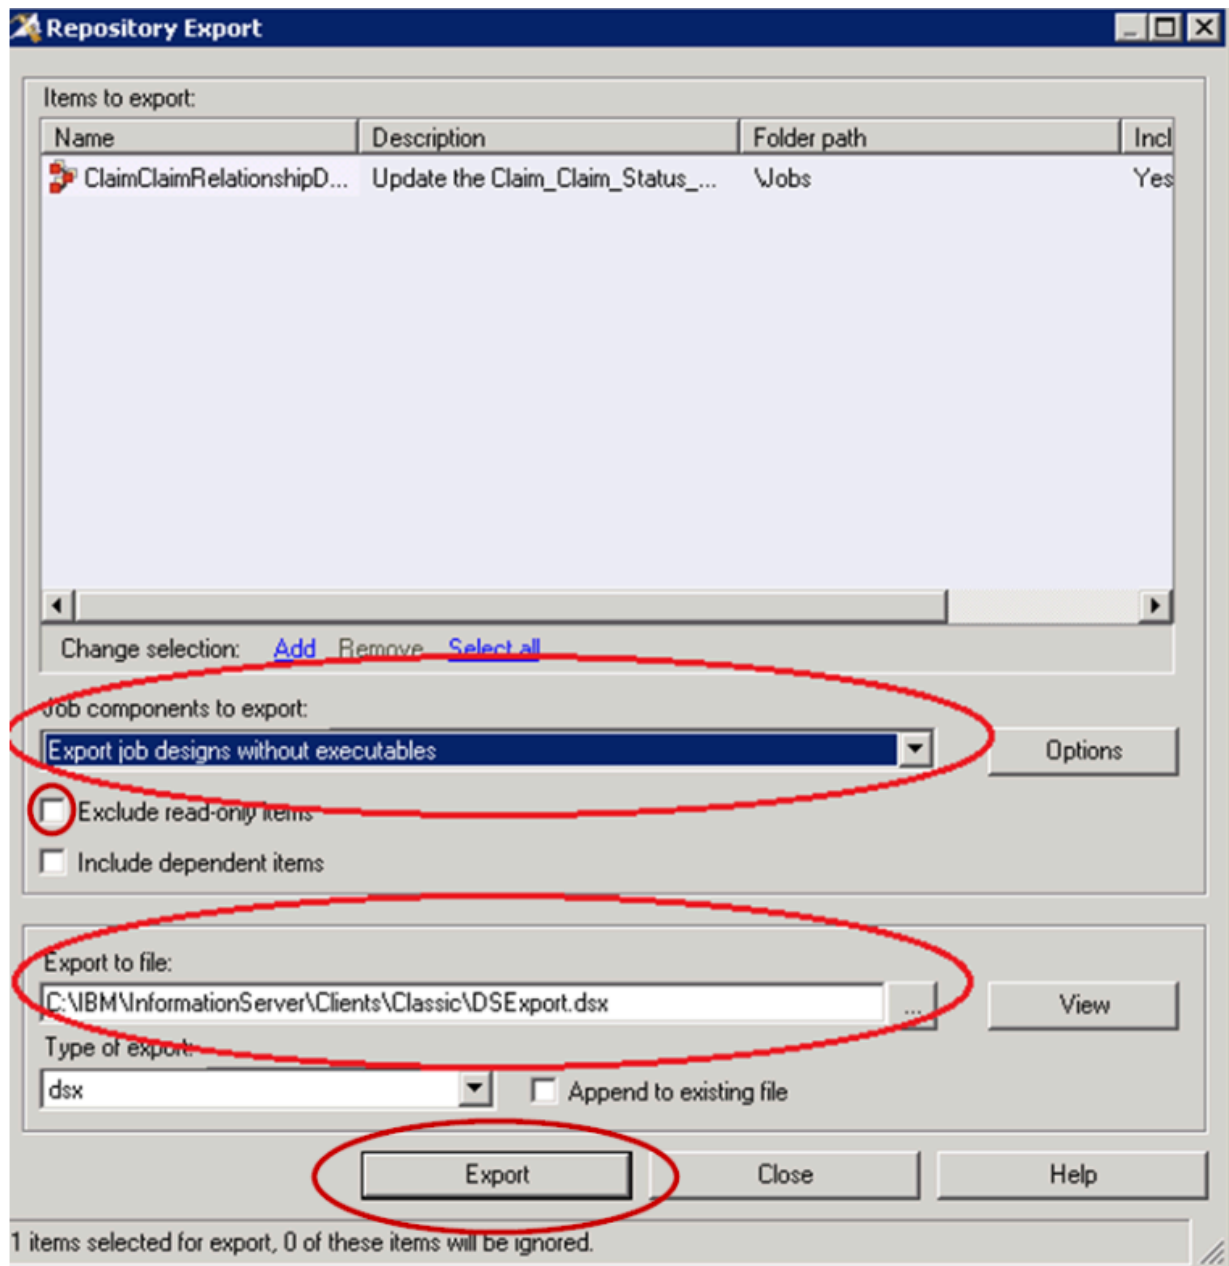 Repository Export
Items to export:
Name Description Folder path Incl
ClaimClaimRelationshipD... Update the Claim_Claim_Status_... \Jobs Yes
Change selection: Add Remove Select all
Job components to export:
Export job designs without executables Options
Exclude read-only items
Include dependent items
Export to file:
C:\IBM\InformationServer\Clients\Classic\DSExport.dsx ... View
Type of export:
dsx Append to existing file
Export Close Help
1 items selected for export, 0 of these items will be ignored.